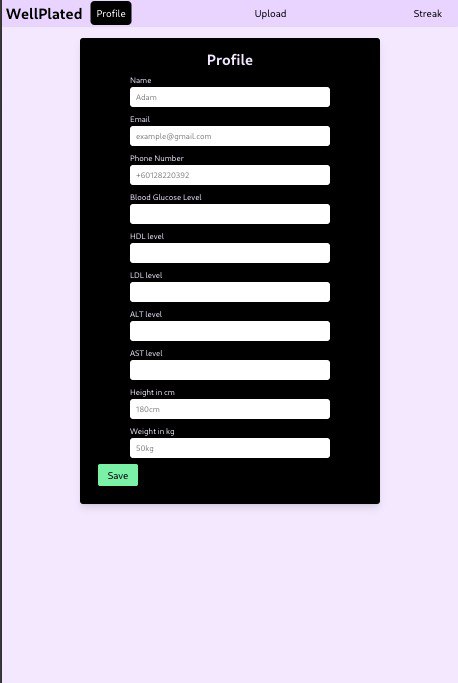 WellPlated Profile Upload Streak
Profile
Name
Adam
Email
example@gmail.com
Phone Number
+60128220392
Blood Glucose Level
HDL level
LDL level
ALT level
AST level
Height in cm
180cm
Weight in kg
50kg
Save